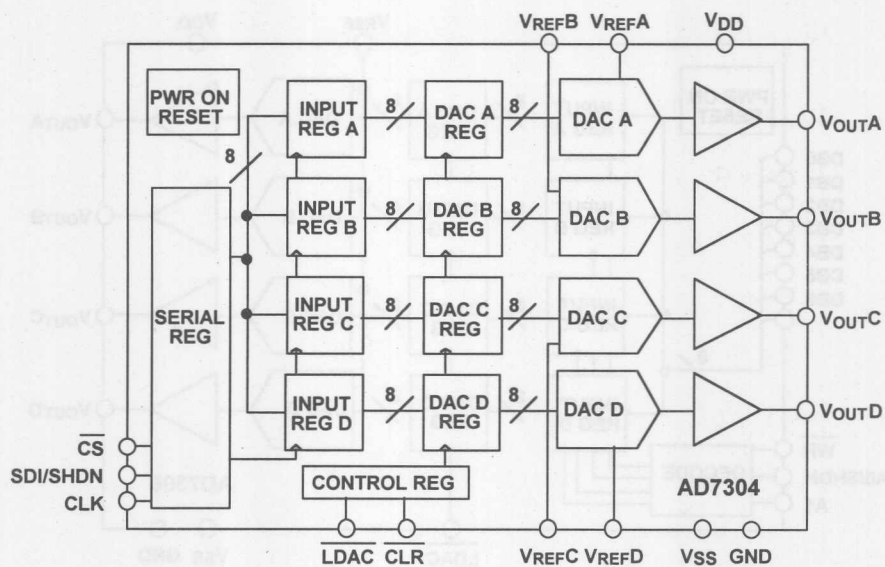 VREFB VREFA VDD
PWR ON
RESET
INPUT
REG A
8
DAC A
REG
8
DAC A
VOUTA
8
INPUT
REG B
8
DAC B
REG
8
DAC B
VOUTB
SERIAL
REG
INPUT
REG C
8
DAC C
REG
8
DAC C
VOUTC
INPUT
REG D
8
DAC D
REG
8
DAC D
VOUTD
CS
SDI/SHDN
CLK
CONTROL REG
AD7304
LDAC CLR VREFC VREFD VSS GND